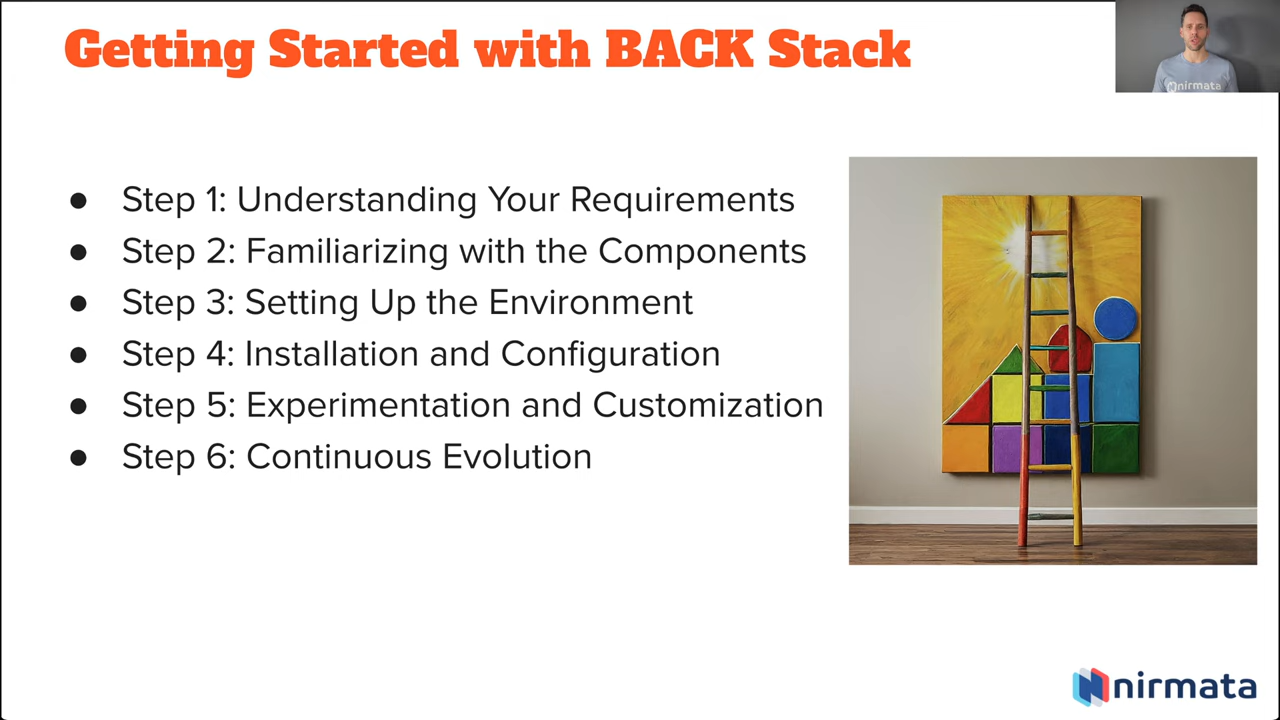 Getting Started with BACK Stack
nirmata
● Step 1: Understanding Your Requirements
● Step 2: Familiarizing with the Components
● Step 3: Setting Up the Environment
● Step 4: Installation and Configuration
● Step 5: Experimentation and Customization
● Step 6: Continuous Evolution
nirmata